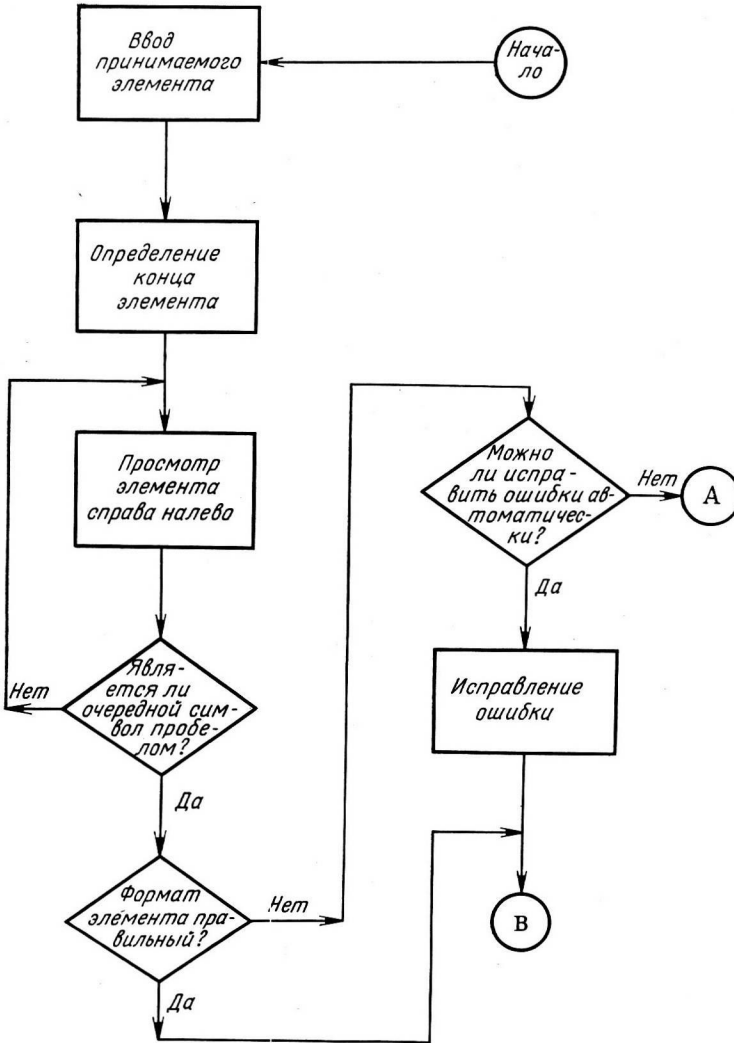 Ввод
принимаемого
элемента
Нача-
ло
Определение
конца
элемента
Просмотр
элемента
справа налево
Явля-
ется ли
очередной сим-
вол пробе-
лом?
Нет
Да
Формат
элемента пра-
вильный?
Нет
Да
Можно
ли испра-
вить ошибки ав-
томатичес-
ки?
Нет
А
Да
Исправление
ошибки
В